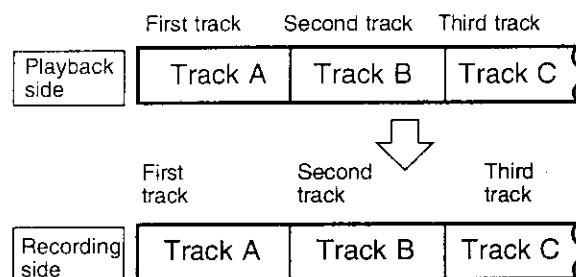 First track Second track Third track
Playback side
Track A Track B Track C
First track Second track Third track
Recording side
Track A Track B Track C